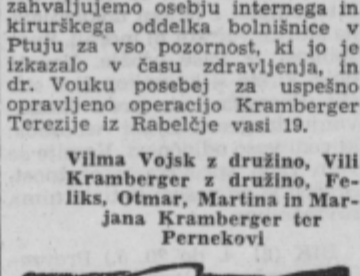 zahvaljujemo osebju internega in
kirurškega oddelka bolnišnice v
Ptuju za vso pozornost, ki jo je
izkazalo v času zdravljenja, in
dr. Vouku posebej za uspešno
opravljeno operacijo Kramberger
Terezije iz Rabelčje vasi 19.
Vilma Vojsk z družino, Vili
Kramberger z družino, Fe-
liks, Otmar, Martina in Mar-
jana Kramberger ter
Pernekovi